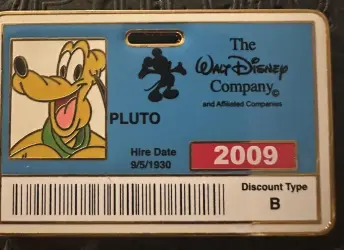 The
Walt Disney
Company©
and Affiliated Companies
PLUTO
Hire Date
9/5/1930
2009
Discount Type
B